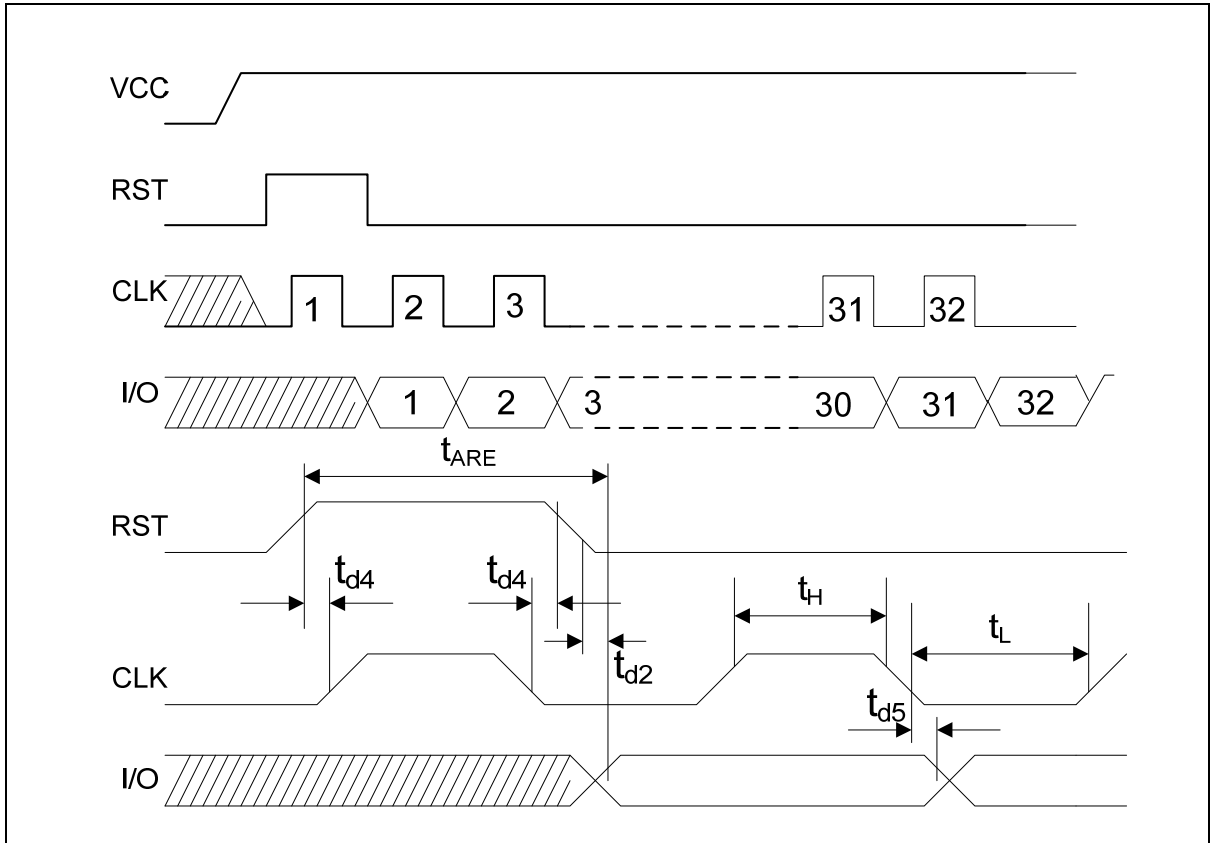 VCC
RST
CLK 1 2 3 31 32
I/O 1 2 3 30 31 32
tARE
RST
td4 td4 tH
tL
td2
CLK
td5
I/O